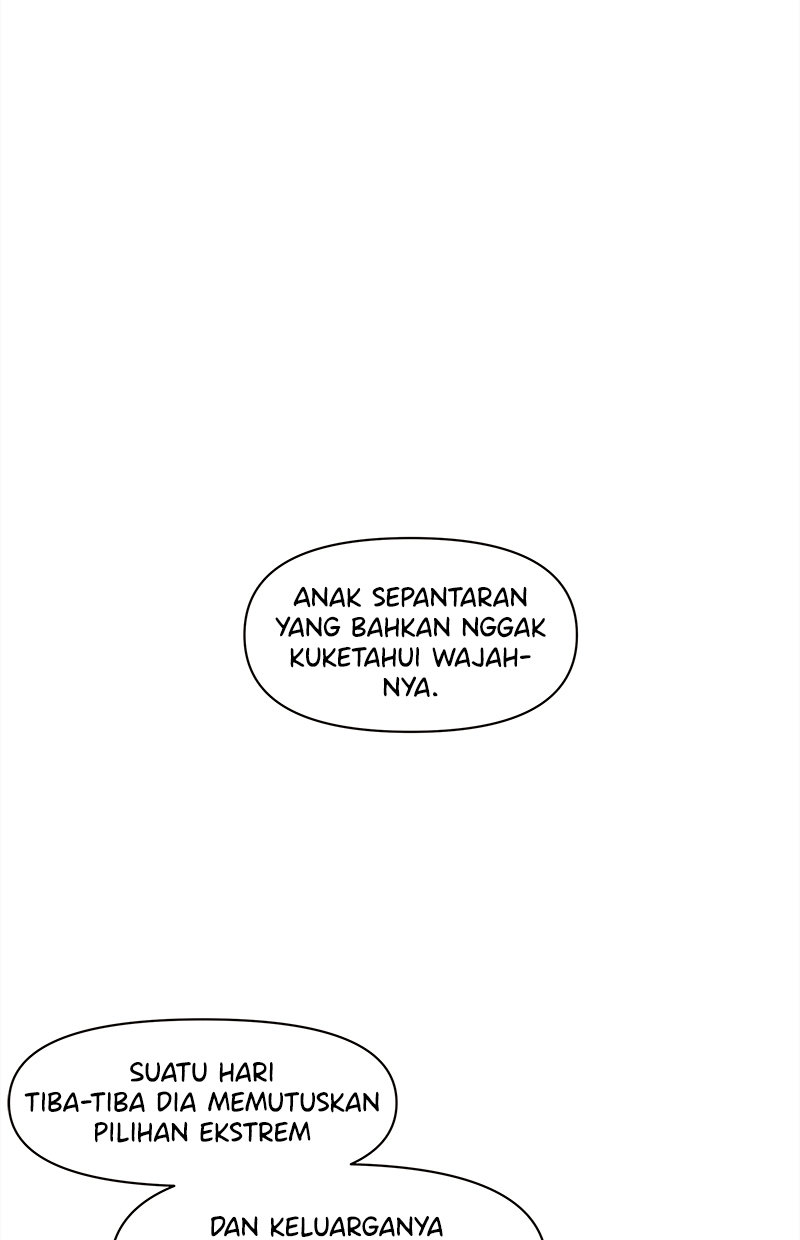 ANAK SEPANTARAN
YANG BAHKAN NGGAK
KUKETAHUI WAJAH-
NYA.
SUATU HARI
TIBA-TIBA DIA MEMUTUSKAN
PILIHAN EKSTREM
DAN KELUARGANYA